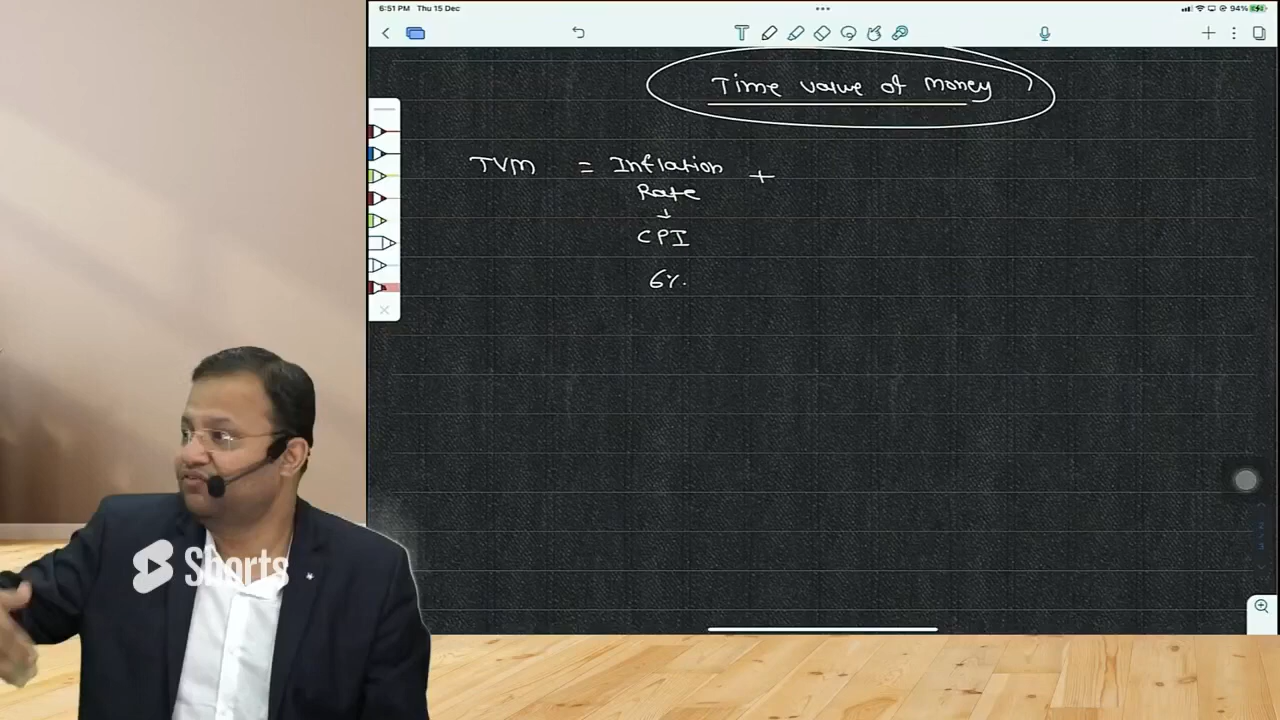 6:51 PM Thu 15 Dec
94%
Time value of money
TVM = Inflation +
Rate
CPI
6%.
Shorts